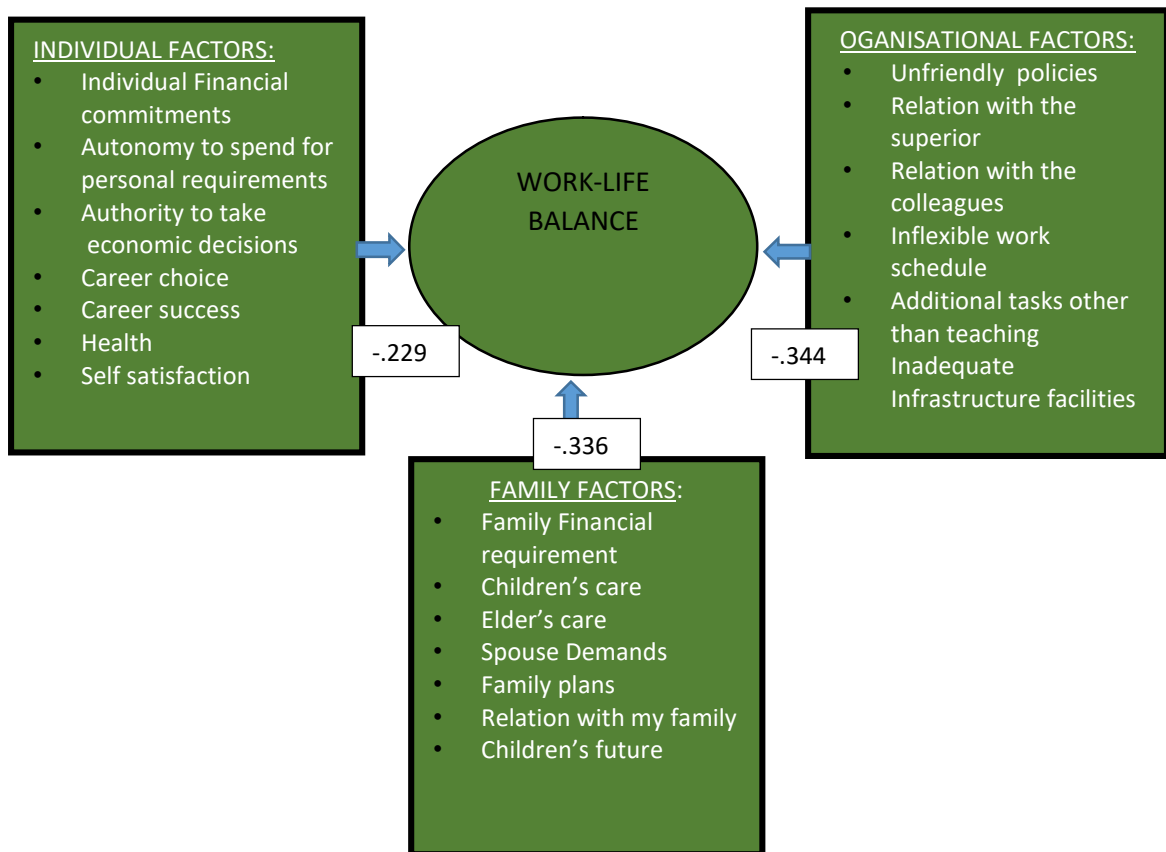 INDIVIDUAL FACTORS:
• Individual Financial
commitments
• Autonomy to spend for
personal requirements
• Authority to take
economic decisions
• Career choice
• Career success
• Health
• Self satisfaction
-.229
WORK-LIFE
BALANCE
OGANISATIONAL FACTORS:
• Unfriendly policies
• Relation with the
superior
• Relation with the
colleagues
• Inflexible work
schedule
• Additional tasks other
than teaching
Inadequate
Infrastructure facilities
-.344
-.336
FAMILY FACTORS:
• Family Financial
requirement
• Children’s care
• Elder’s care
• Spouse Demands
• Family plans
• Relation with my family
• Children’s future